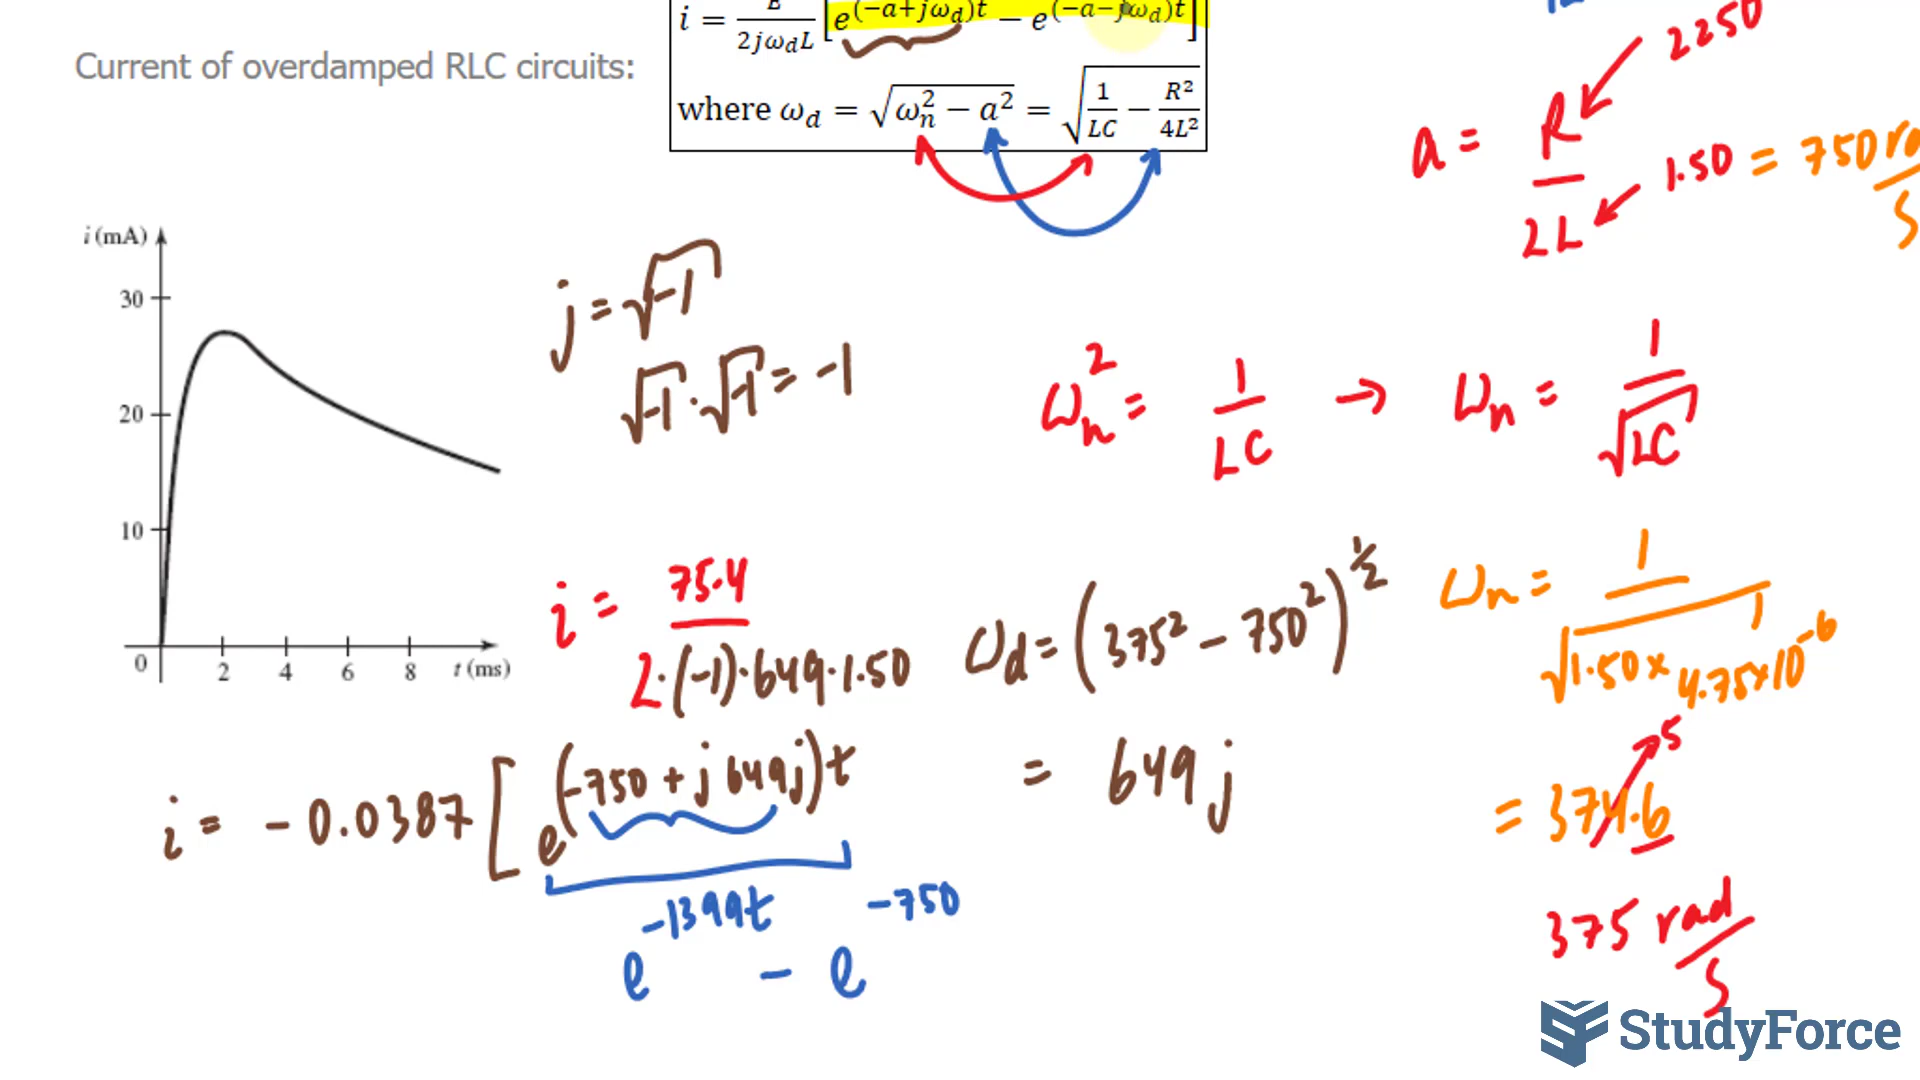 i = E/2jω_dL [e^(−a+jω_d)t − e^(−a−jω_d)t]
Current of overdamped RLC circuits:
where ω_d = √(ω_n² − a²) = √(1/LC − R²/4L²)
2250
a = R/2L
1.50 = 750
i (mA)
30
20
10
0
2
4
6
8
t (ms)
j = √-1
√-1 · √-1 = -1
ω_n² = 1/LC → ω_n = 1/√LC
i = 75.4/2·(-1)·649·1.50
ω_d = (375² − 750²)^½
= 649j
ω_n = 1/√1.50 × 4.75×10^-6
= 374.6
5
375 rad/s
i = -0.0387 [e^(-750 + j 649j)t
e^-1399t − e^-750
StudyForce